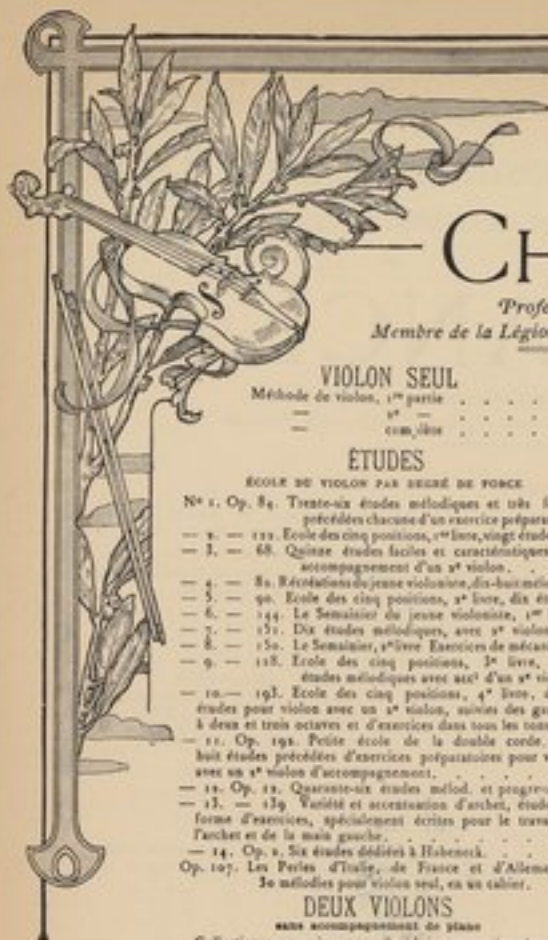 CH
Profe
Membre de la Légio
VIOLON SEUL
Méthode de violon, 1re partie . . . .
— 2e — . . . .
— complète . . . .
ÉTUDES
ÉCOLE DU VIOLON PAR DEGRÉ DE FORCE
No 1. Op. 84. Trente-six études mélodiques et très f
précédées chacune d'un exercice prépara
— 2. — 122. Ecole des cinq positions, 1er livre, vingt étude
— 3. — 68. Quinze études faciles et caractéristiques
accompagnement d'un 2e violon. .
— 4. — 82. Récréations du jeune violoniste, dix-huit mélo
— 5. — 90. Ecole des cinq positions, 2e livre, dix ét
— 6. — 144. Le Semainier du jeune violoniste, 1er
— 7. — 151. Dix études mélodiques, avec 2e violon
— 8. — 150. Le Semainier, 2e livre Exercices de mécan
— 9. — 128. Ecole des cinq positions, 3e livre,
études mélodiques avec acct d'un 2e vi
— 10. — 193. Ecole des cinq positions, 4e livre,
études pour violon avec un 2e violon, suivies des ga
à deux et trois octaves et d'exercices dans tous les tons
— 11. Op. 192. Petite école de la double corde.
huit études précédées d'exercices préparatoires pour v
avec un 2e violon d'accompagnement. . . . .
— 12. Op. 12. Quarante-six études mélod. et progre
— 13. — 139 Variété et accentuation d'archet, étude
forme d'exercices, spécialement écrites pour le trava
l'archet et de la main gauche. . . . .
— 14. Op. 2. Six études dédiées à Habeneck. . .
Op. 107. Les Perles d'Italie, de France et d'Allema
30 mélodies pour violon seul, en un cahier. .
DEUX VIOLONS
sans accompagnement de piano